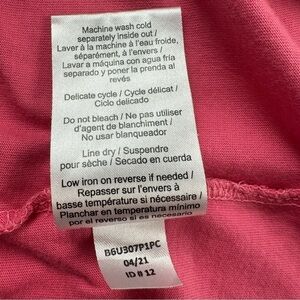 Machine wash cold
separately inside out /
Laver à la machine à l'eau froide,
séparément, à l'envers /
Lavar a máquina con agua fría
separado y poner la prenda al
revés
Delicate cycle / Cycle délicat /
Ciclo delicado
Do not bleach / Ne pas utiliser
d'agent de blanchiment /
No usar blanqueador
Line dry / Suspendre
pour sèche / Secado en cuerda
Low iron on reverse if needed /
Repasser sur l'envers à
basse température si nécessaire /
Planchar en temperatura mínimo
por el reverso si es necesario
B6U307P1PC
04/21
ID # 12